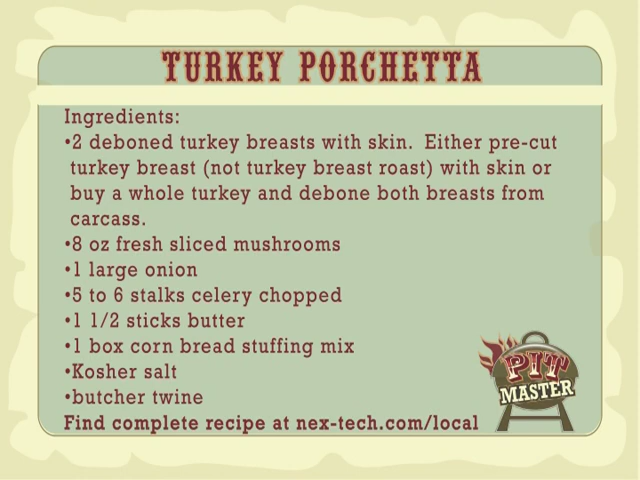 TURKEY PORCHETTA
Ingredients:
•2 deboned turkey breasts with skin.  Either pre-cut
turkey breast (not turkey breast roast) with skin or
buy a whole turkey and debone both breasts from
carcass.
•8 oz fresh sliced mushrooms
•1 large onion
•5 to 6 stalks celery chopped
•1 1/2 sticks butter
•1 box corn bread stuffing mix
•Kosher salt
•butcher twine
Find complete recipe at nex-tech.com/local
PIT
MASTER